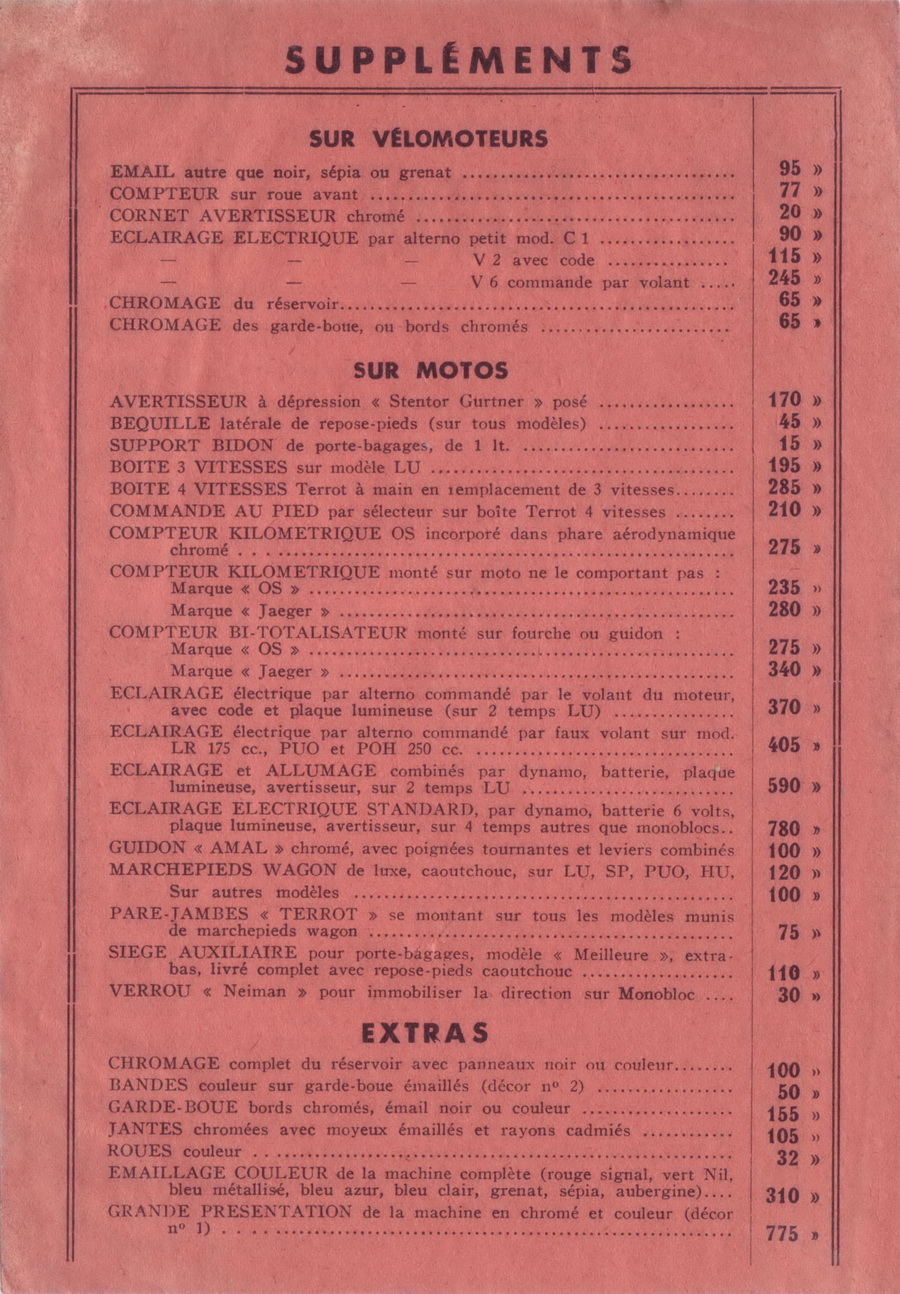 SUPPLÉMENTS
SUR VÉLOMOTEURS
EMAIL autre que noir, sépia ou grenat .......... 95 »
COMPTEUR sur roue avant .......... 77 »
CORNET AVERTISSEUR chromé .......... 20 »
ECLAIRAGE ELECTRIQUE par alterno petit mod. C 1 .......... 90 »
— — — V 2 avec code .......... 115 »
— — — V 6 commande par volant ..... 245 »
CHROMAGE du réservoir.......... 65 »
CHROMAGE des garde-boue, ou bords chromés .......... 65 »
SUR MOTOS
AVERTISSEUR à dépression « Stentor Gurtner » posé .......... 170 »
BEQUILLE latérale de repose-pieds (sur tous modèles) .......... 45 »
SUPPORT BIDON de porte-bagages, de 1 lt. .......... 15 »
BOITE 3 VITESSES sur modèle LU .......... 195 »
BOITE 4 VITESSES Terrot à main en remplacement de 3 vitesses........ 285 »
COMMANDE AU PIED par sélecteur sur boîte Terrot 4 vitesses ........ 210 »
COMPTEUR KILOMETRIQUE OS incorporé dans phare aérodynamique
chromé .......... 275 »
COMPTEUR KILOMETRIQUE monté sur moto ne le comportant pas :
Marque « OS » .......... 235 »
Marque « Jaeger » .......... 280 »
COMPTEUR BI-TOTALISATEUR monté sur fourche ou guidon :
Marque « OS » .......... 275 »
Marque « Jaeger » .......... 340 »
ECLAIRAGE électrique par alterno commandé par le volant du moteur,
avec code et plaque lumineuse (sur 2 temps LU) .......... 370 »
ECLAIRAGE électrique par alterno commandé par faux volant sur mod.
LR 175 cc., PUO et POH 250 cc. .......... 405 »
ECLAIRAGE et ALLUMAGE combinés par dynamo, batterie, plaque
lumineuse, avertisseur, sur 2 temps LU .......... 590 »
ECLAIRAGE ELECTRIQUE STANDARD, par dynamo, batterie 6 volts,
plaque lumineuse, avertisseur, sur 4 temps autres que monoblocs.. 780 »
GUIDON « AMAL » chromé, avec poignées tournantes et leviers combinés 100 »
MARCHEPIEDS WAGON de luxe, caoutchouc, sur LU, SP, PUO, HU, 120 »
Sur autres modèles .......... 100 »
PARE-JAMBES « TERROT » se montant sur tous les modèles munis
de marchepieds wagon .......... 75 »
SIEGE AUXILIAIRE pour porte-bagages, modèle « Meilleure », extra-
bas, livré complet avec repose-pieds caoutchouc .......... 110 »
VERROU « Neiman » pour immobiliser la direction sur Monobloc .... 30 »
EXTRAS
CHROMAGE complet du réservoir avec panneaux noir ou couleur........ 100 »
BANDES couleur sur garde-boue émaillés (décor nº 2) .......... 50 »
GARDE-BOUE bords chromés, émail noir ou couleur .......... 155 »
JANTES chromées avec moyeux émaillés et rayons cadmiés .......... 105 »
ROUES couleur .......... 32 »
EMAILLAGE COULEUR de la machine complète (rouge signal, vert Nil,
bleu métallisé, bleu azur, bleu clair, grenat, sépia, aubergine).... 310 »
GRANDE PRESENTATION de la machine en chromé et couleur (décor
nº 1) .......... 775 »